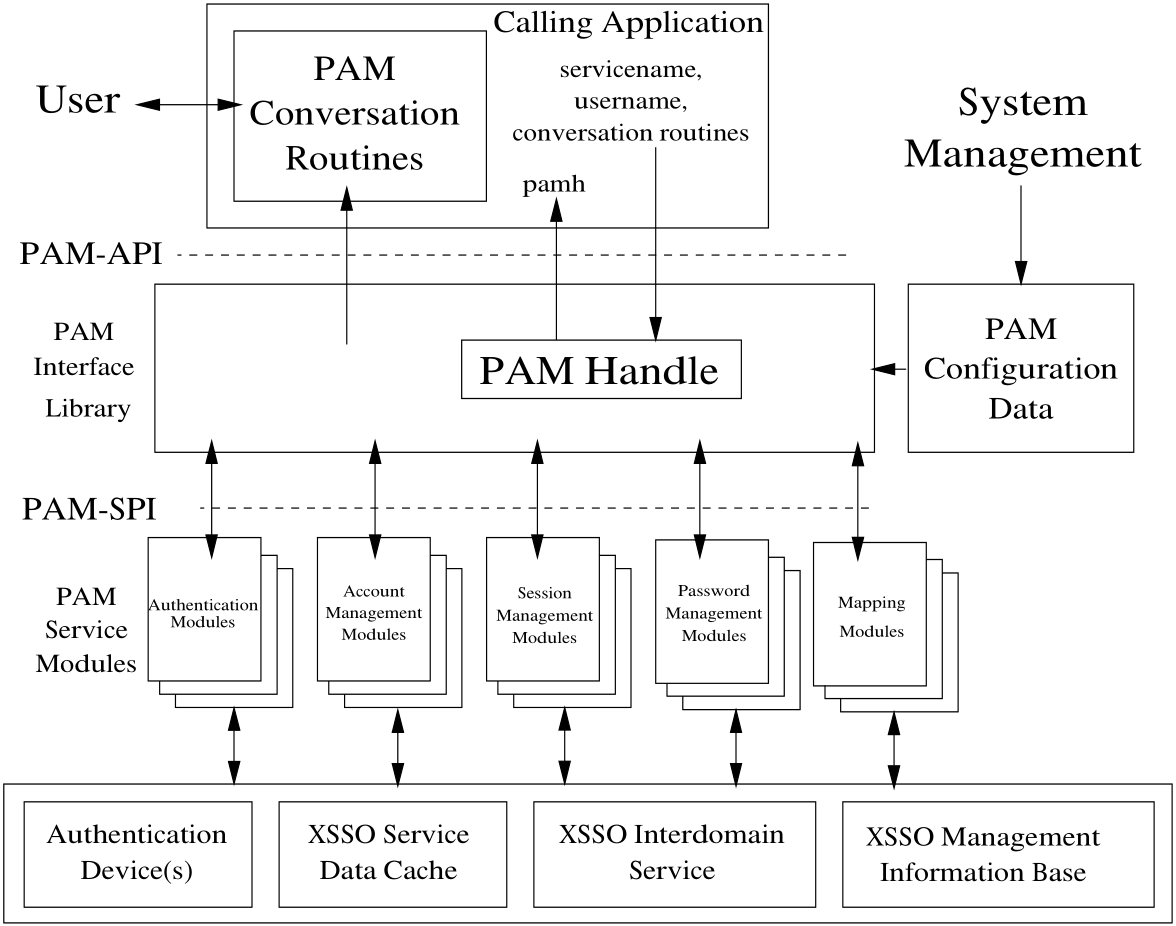 Calling Application
PAM
Conversation
Routines
servicename,
username,
conversation routines
pamh
User
System
Management
PAM-API
PAM
Interface
Library
PAM Handle
PAM
Configuration
Data
PAM-SPI
PAM
Service
Modules
Authentication
Modules
Account
Management
Modules
Session
Management
Modules
Password
Management
Modules
Mapping
Modules
Authentication
Device(s)
XSSO Service
Data Cache
XSSO Interdomain
Service
XSSO Management
Information Base